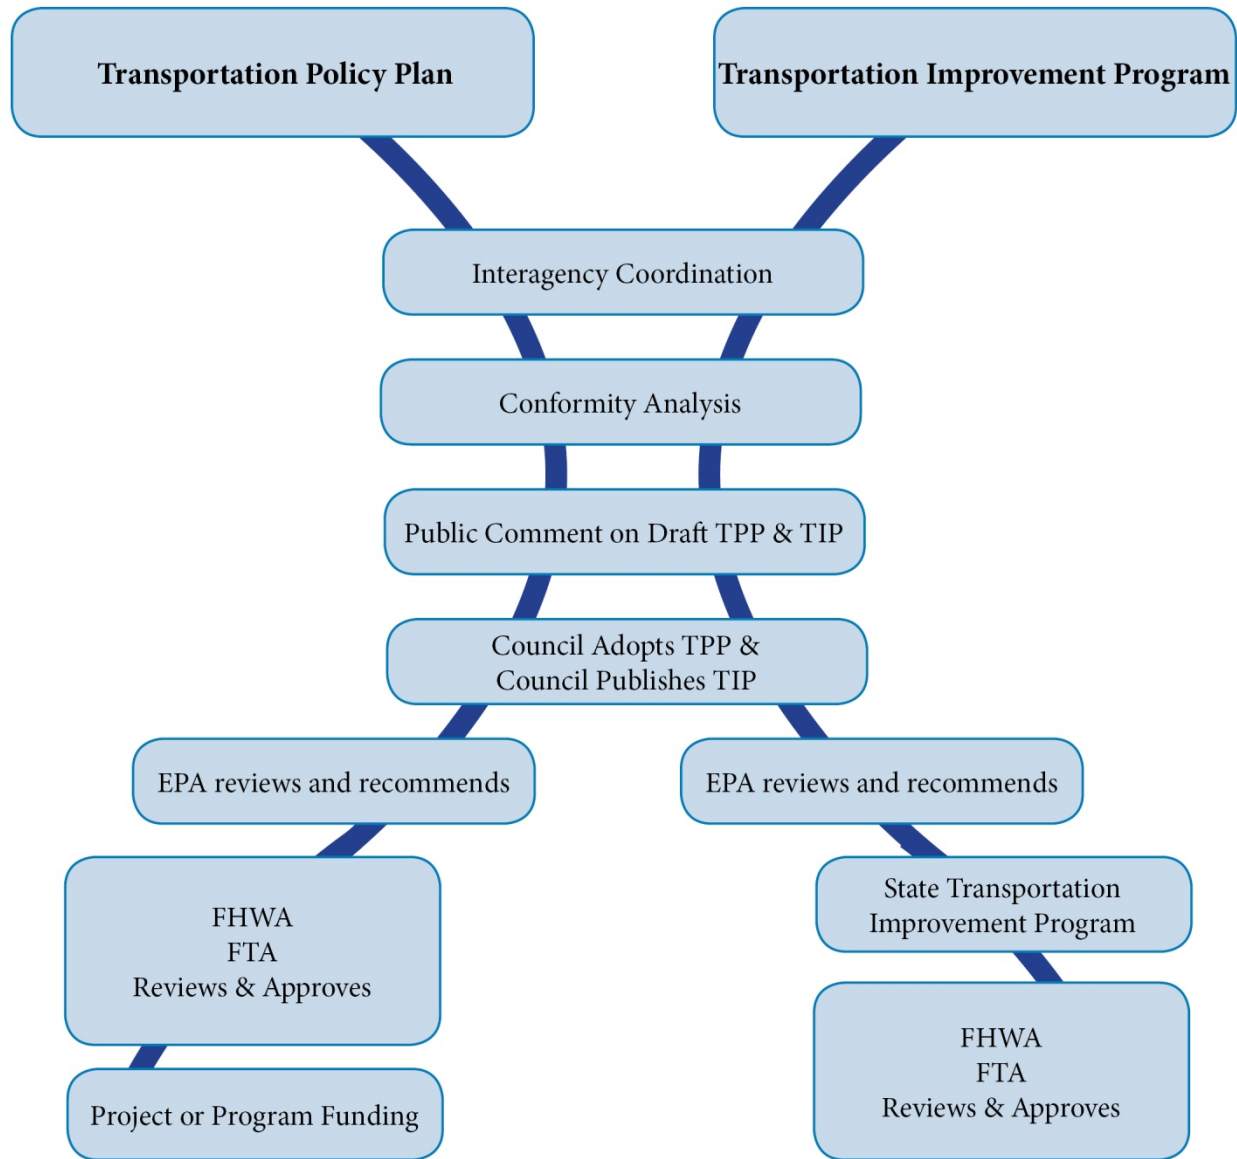 Transportation Policy Plan
Transportation Improvement Program
Interagency Coordination
Conformity Analysis
Public Comment on Draft TPP & TIP
Council Adopts TPP &
Council Publishes TIP
EPA reviews and recommends
EPA reviews and recommends
FHWA
FTA
Reviews & Approves
State Transportation
Improvement Program
Project or Program Funding
FHWA
FTA
Reviews & Approves